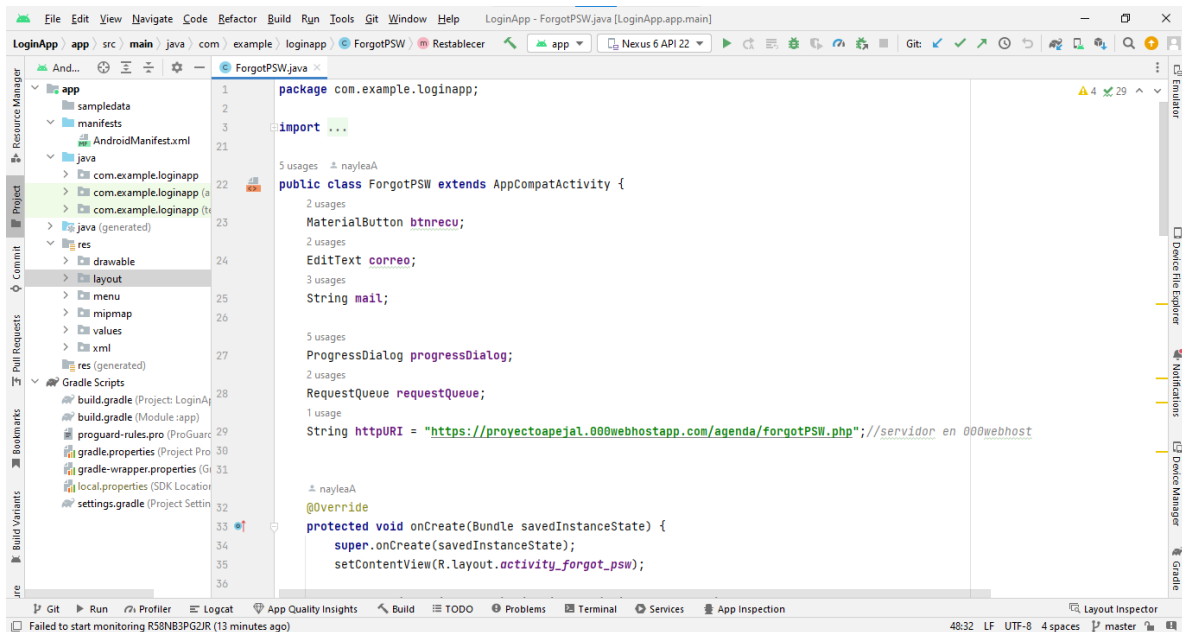 File Edit View Navigate Code Refactor Build Run Tools Git Window Help LoginApp - ForgotPSW.java [LoginApp.app.main]
LoginApp app src main java com example loginapp ForgotPSW Restablecer app Nexus 6 API 22 Git:
And... ForgotPSW.java
Resource Manager
Project
Commit
Pull Requests
Bookmarks
Build Variants
app
sampledata
manifests
AndroidManifest.xml
java
com.example.loginapp
com.example.loginapp (a
com.example.loginapp (te
java (generated)
res
drawable
layout
menu
mipmap
values
xml
res (generated)
Gradle Scripts
build.gradle (Project: LoginAp
build.gradle (Module :app)
proguard-rules.pro (ProGuard
gradle.properties (Project Pro
gradle-wrapper.properties (Gr
local.properties (SDK Location
settings.gradle (Project Settin
1 package com.example.loginapp;
2
3 import ...
21
5 usages nayleaA
22 public class ForgotPSW extends AppCompatActivity {
2 usages
23 MaterialButton btnrecu;
2 usages
24 EditText correo;
3 usages
25 String mail;
26
5 usages
27 ProgressDialog progressDialog;
2 usages
28 RequestQueue requestQueue;
1 usage
29 String httpURI = "https://proyectoapejal.000webhostapp.com/agenda/forgotPSW.php";//servidor en 000webhost
30
31
nayleaA
32 @Override
33 protected void onCreate(Bundle savedInstanceState) {
34 super.onCreate(savedInstanceState);
35 setContentView(R.layout.activity_forgot_psw);
36
4 29
Emulator
Device File Explorer
Notifications
Device Manager
Gradle
Git Run Profiler Logcat App Quality Insights Build TODO Problems Terminal Services App Inspection Layout Inspector
Failed to start monitoring R58NB3PG2JR (13 minutes ago) 48:32 LF UTF-8 4 spaces master